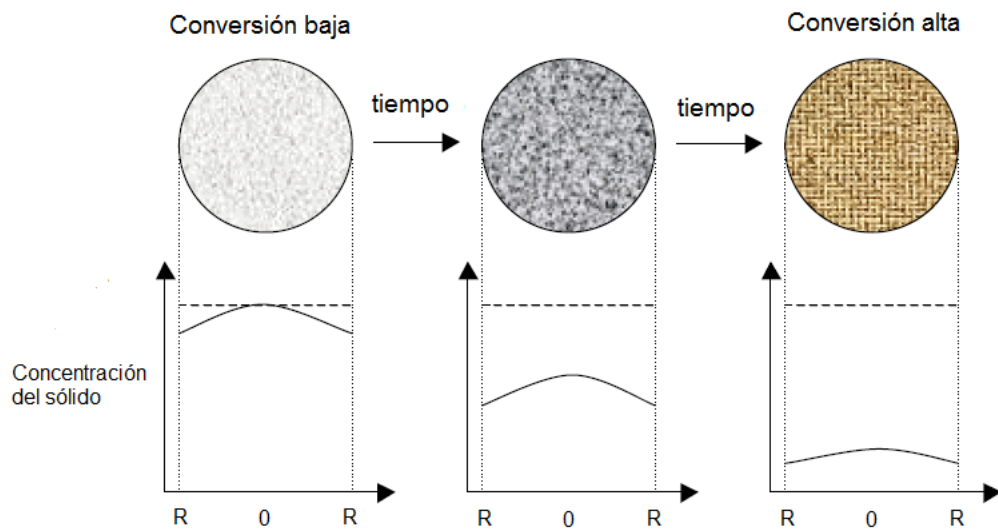 Conversión baja
Conversión alta
tiempo
tiempo
Concentración
del sólido
R 0 R
R 0 R
R 0 R